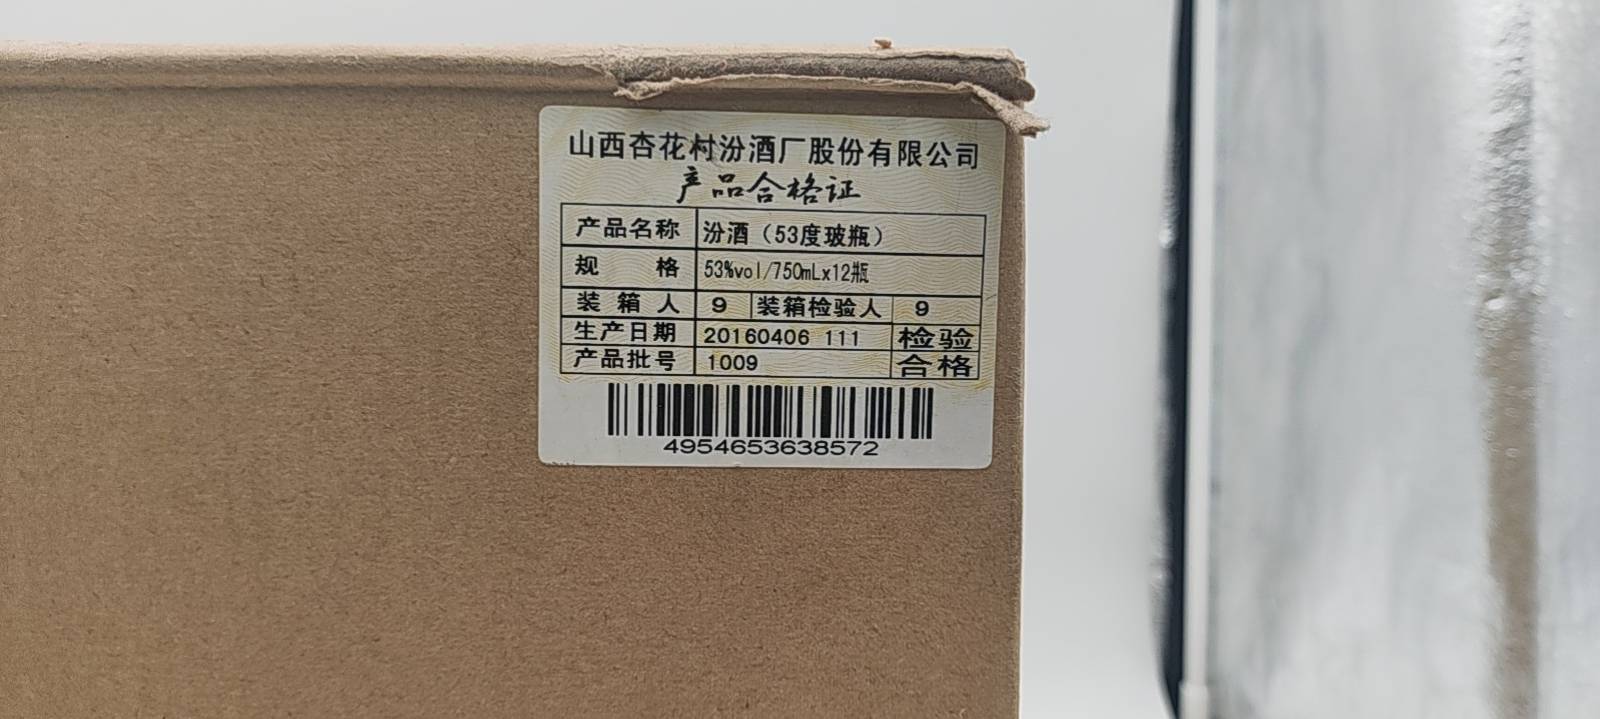 山西杏花村汾酒厂股份有限公司
产品合格证
产品名称 汾酒（53度玻瓶）
规 格 53%vol/750mLx12瓶
装箱人 9 装箱检验人 9
生产日期 20160406 111 检验
产品批号 1009 合格
4954653638572